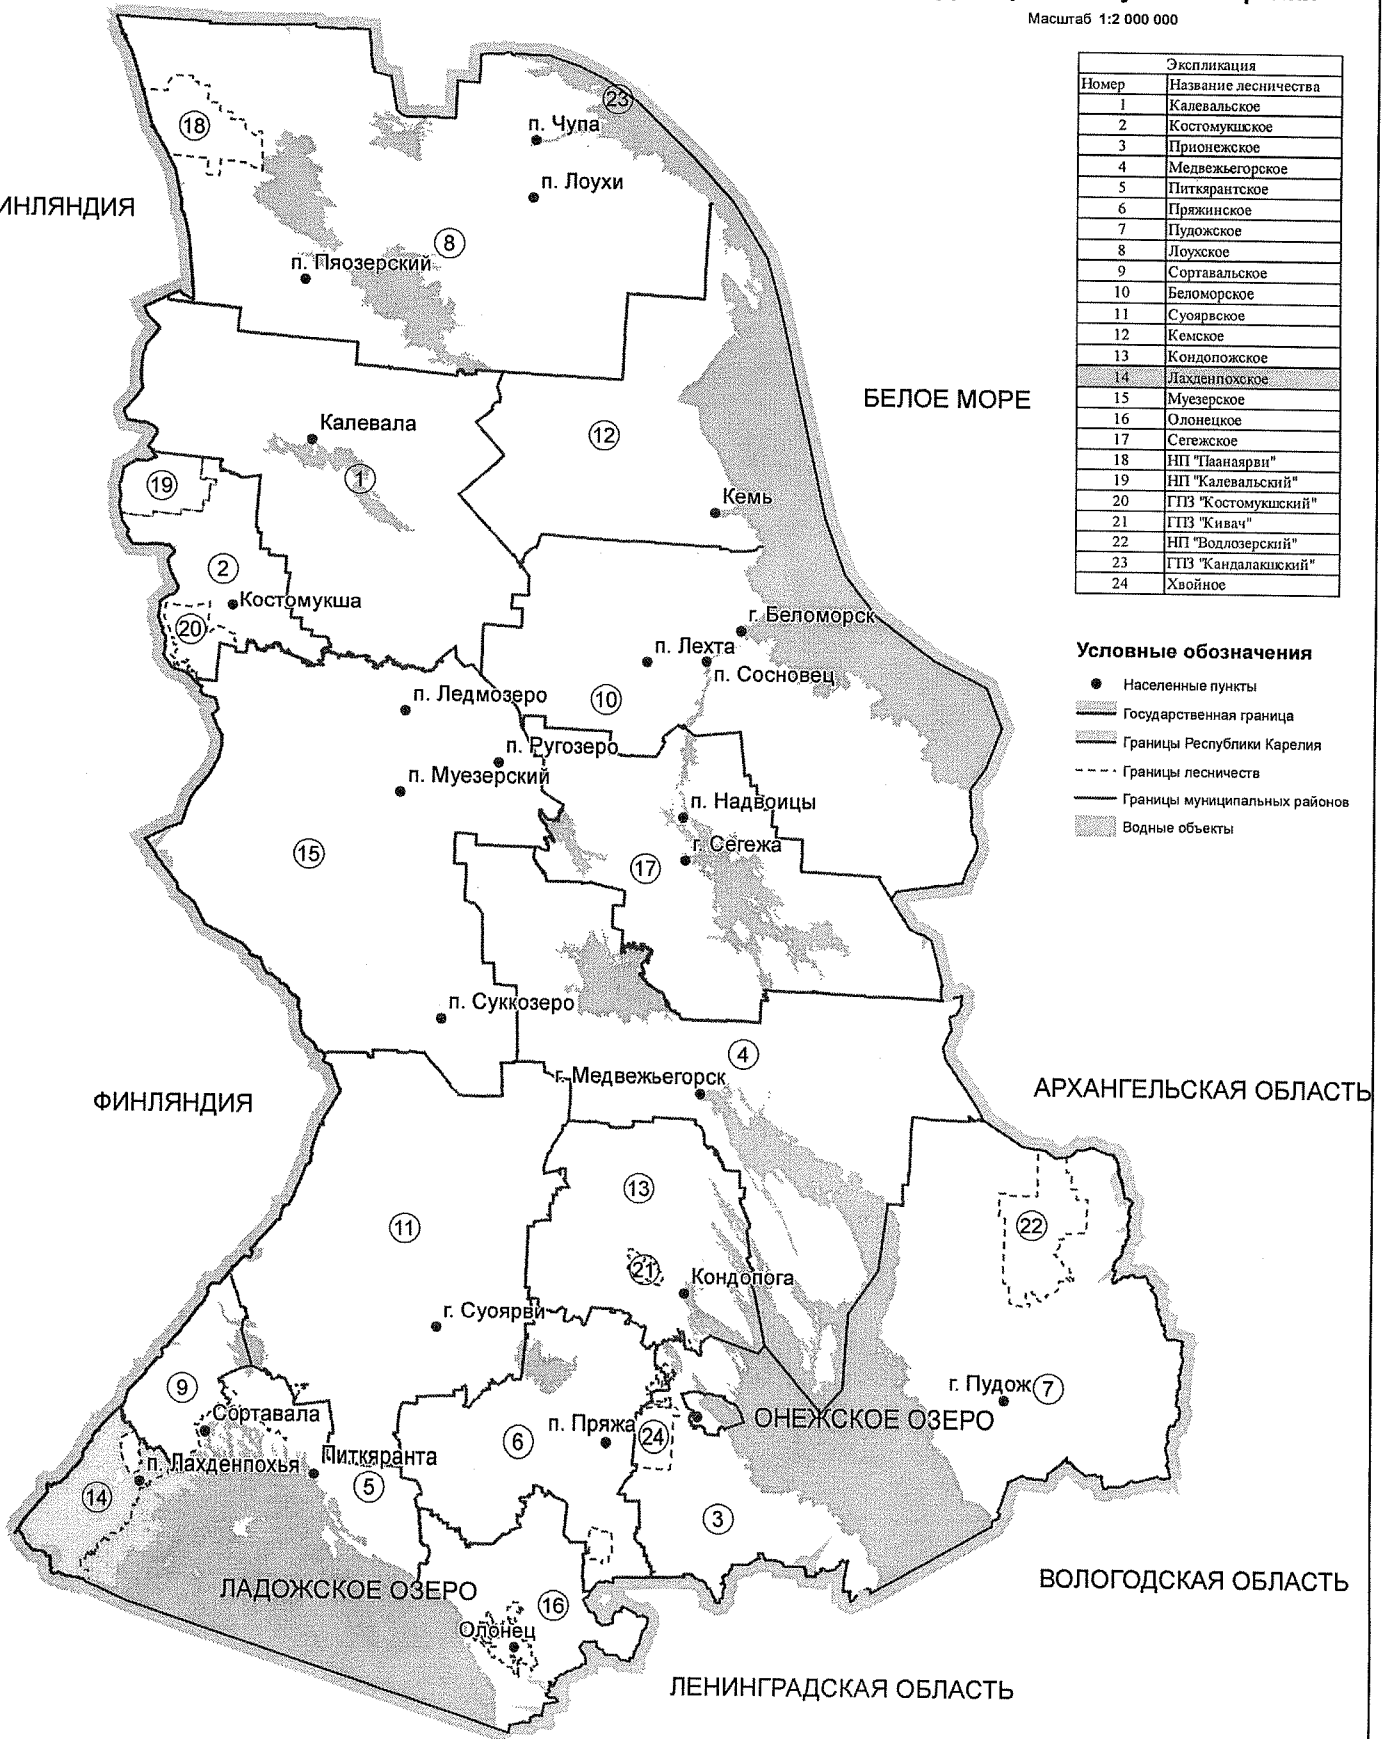 Масштаб 1:2 000 000
Экспликация
Номер Название лесничества
1 Калевальское
2 Костомукшское
3 Прионежское
4 Медвежьегорское
5 Питкярантское
6 Пряжинское
7 Пудожское
8 Лоухское
9 Сортавальское
10 Беломорское
11 Суоярвское
12 Кемское
13 Кондопожское
14 Лахденпохское
15 Муезерское
16 Олонецкое
17 Сегежское
18 НП "Паанаярви"
19 НП "Калевальский"
20 ГПЗ "Костомукшский"
21 ГПЗ "Кивач"
22 НП "Водлозерский"
23 ГПЗ "Кандалакшский"
24 Хвойное
Условные обозначения
Населенные пункты
Государственная граница
Границы Республики Карелия
Границы лесничеств
Границы муниципальных районов
Водные объекты
23
18
п. Чупа
п. Лоухи
ИНЛЯНДИЯ
8
п. Пяозерский
БЕЛОЕ МОРЕ
Калевала
12
19
1
Кемь
2
Костомукша
20
г. Беломорск
п. Лехта
п. Сосновец
п. Ледмозеро
10
п. Ругозеро
п. Муезерский
п. Надвоицы
г. Сегежа
15
17
п. Суккозеро
4
г. Медвежьегорск
ФИНЛЯНДИЯ
АРХАНГЕЛЬСКАЯ ОБЛАСТЬ
13
11
22
21
Кондопога
г. Суоярви
9
г. Пудож
7
Сортавала
ОНЕЖСКОЕ ОЗЕРО
п. Пряжа
24
6
Питкяранта
п. Лахденпохья
5
14
3
ЛАДОЖСКОЕ ОЗЕРО
ВОЛОГОДСКАЯ ОБЛАСТЬ
16
Олонец
ЛЕНИНГРАДСКАЯ ОБЛАСТЬ